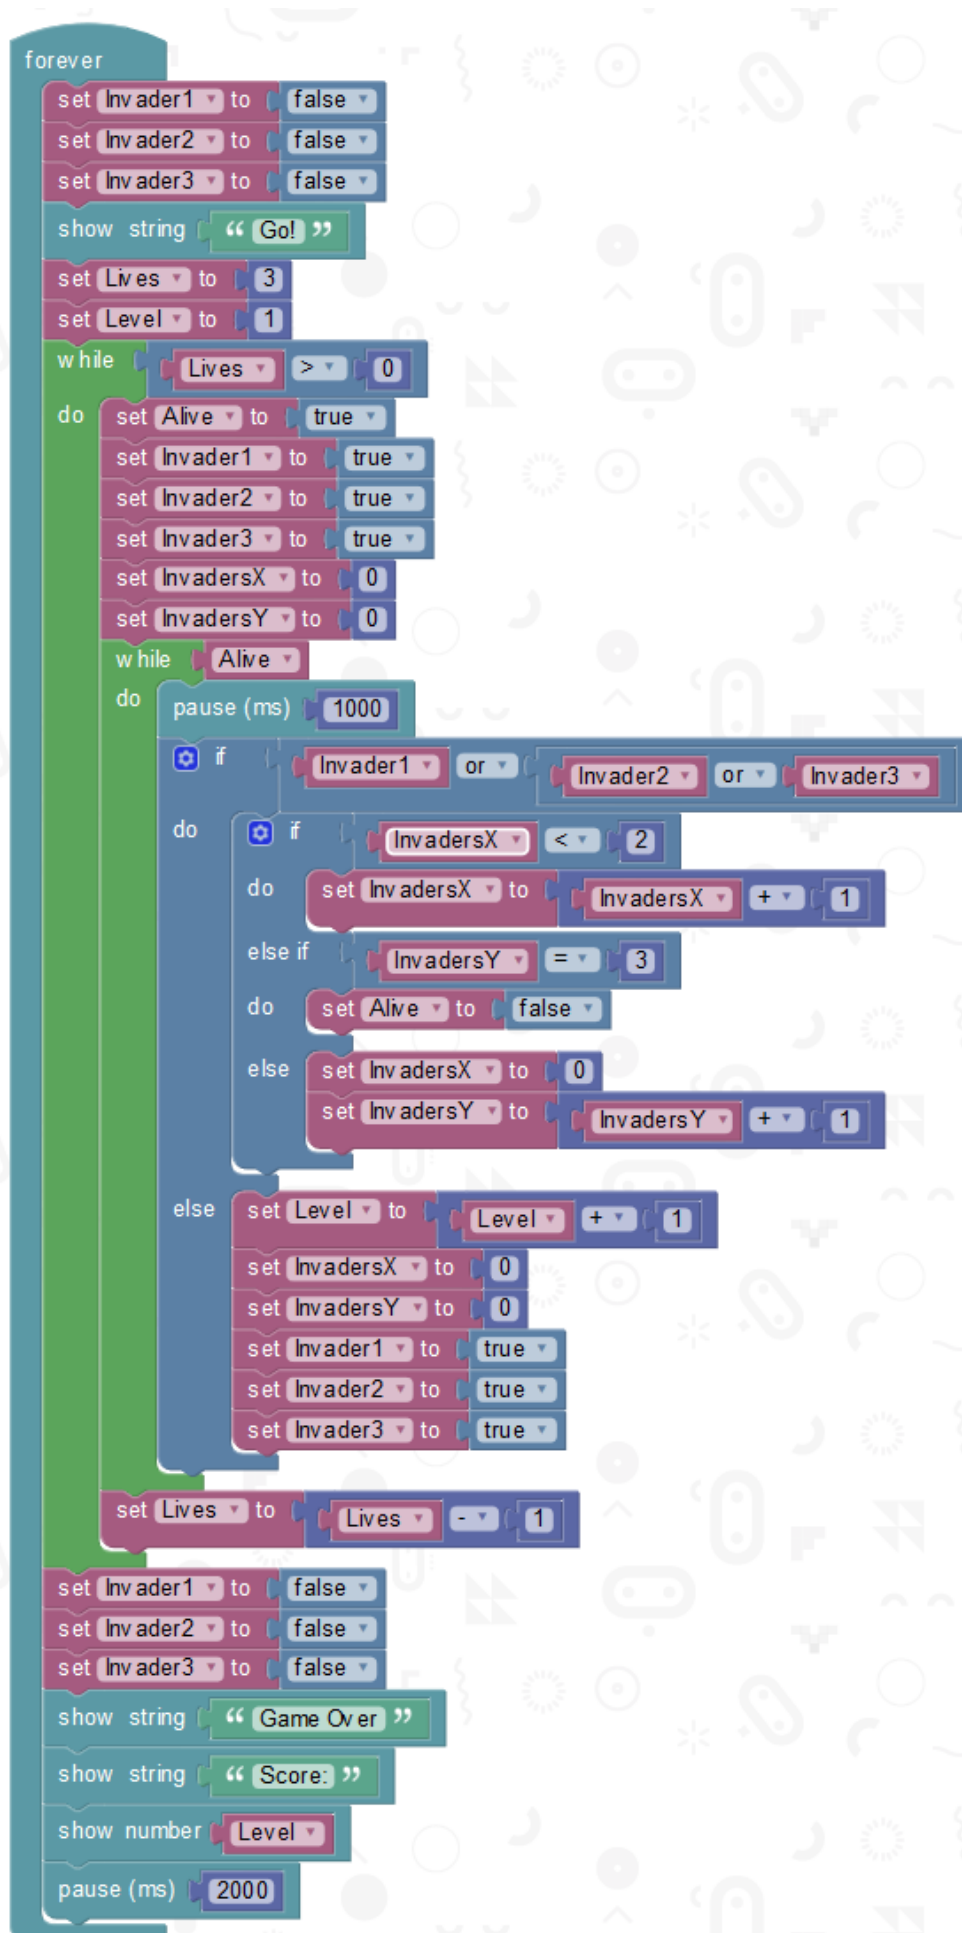 forever
set Invader1 to false
set Invader2 to false
set Invader3 to false
show string “ Go! ”
set Lives to 3
set Level to 1
while Lives > 0
do set Alive to true
set Invader1 to true
set Invader2 to true
set Invader3 to true
set InvadersX to 0
set InvadersY to 0
while Alive
do pause (ms) 1000
if Invader1 or Invader2 or Invader3
do if InvadersX < 2
do set InvadersX to InvadersX + 1
else if InvadersY = 3
do set Alive to false
else set InvadersX to 0
set InvadersY to InvadersY + 1
else set Level to Level + 1
set InvadersX to 0
set InvadersY to 0
set Invader1 to true
set Invader2 to true
set Invader3 to true
set Lives to Lives - 1
set Invader1 to false
set Invader2 to false
set Invader3 to false
show string “ Game Over ”
show string “ Score: ”
show number Level
pause (ms) 2000